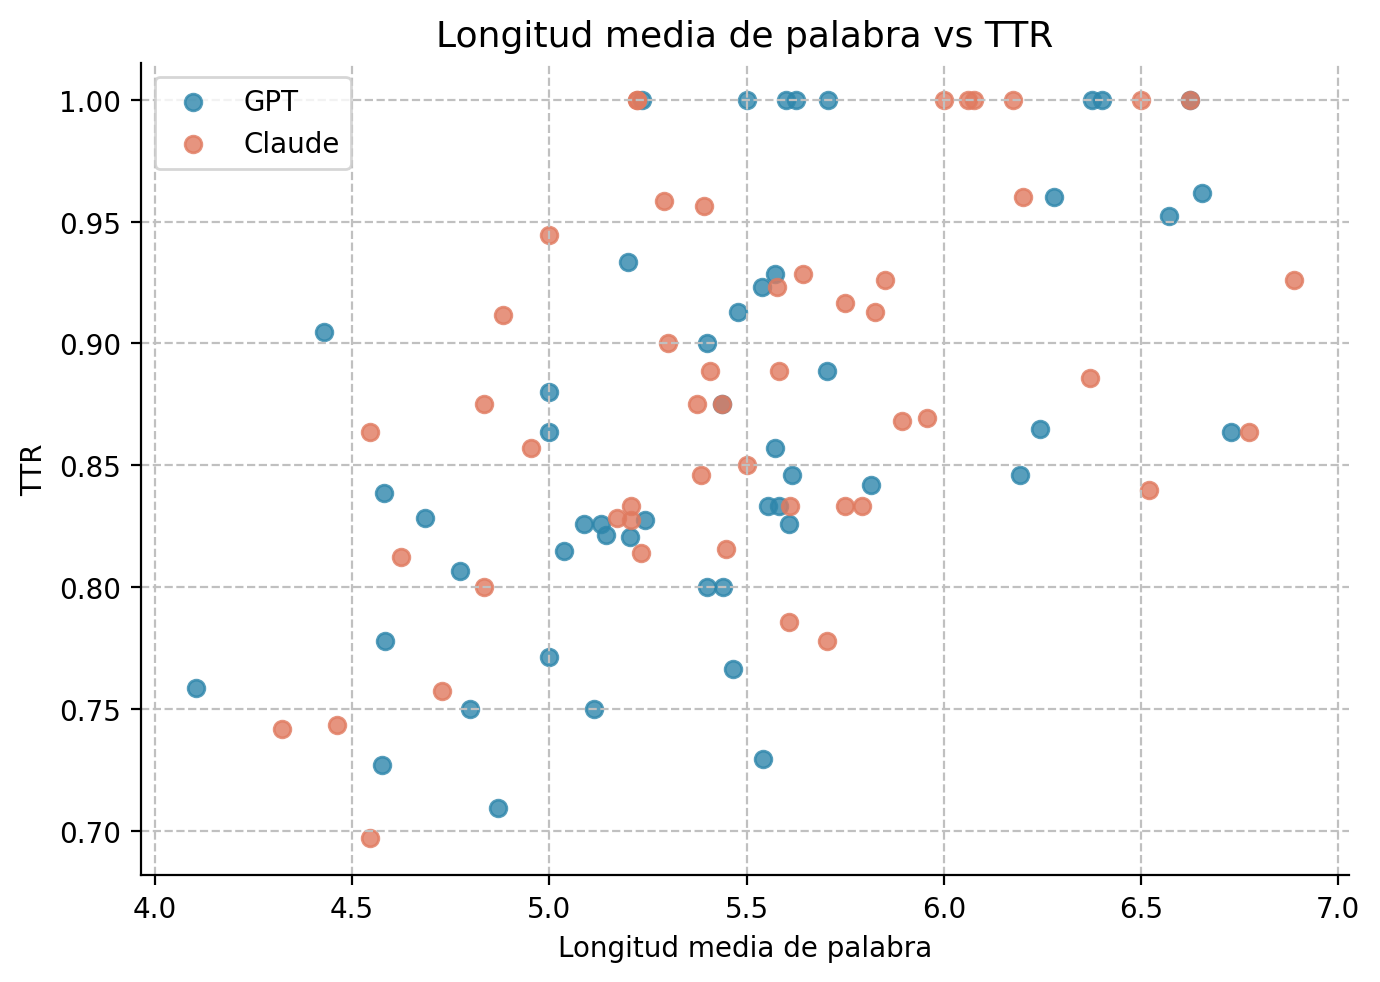 Longitud media de palabra vs TTR
GPT
Claude
1.00
0.95
0.90
0.85
0.80
0.75
0.70
TTR
4.0 4.5 5.0 5.5 6.0 6.5 7.0
Longitud media de palabra